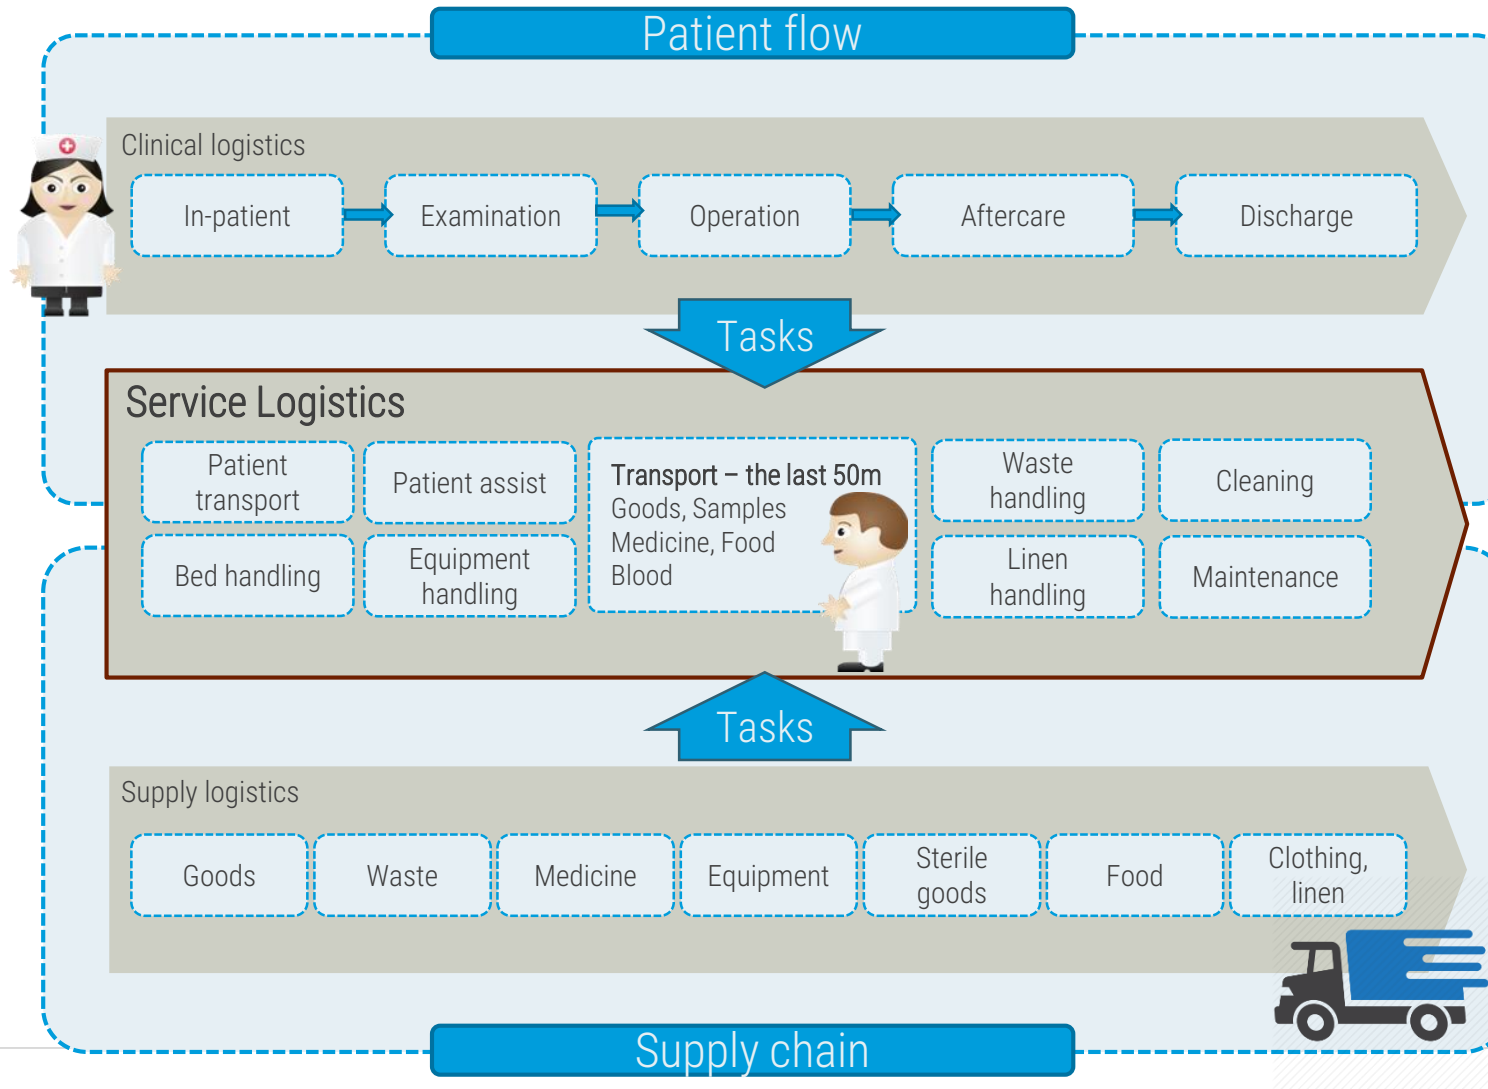 Patient flow
Clinical logistics
In-patient
Examination
Operation
Aftercare
Discharge
Tasks
Service Logistics
Patient
transport
Patient assist
Transport – the last 50m
Goods, Samples
Medicine, Food
Blood
Waste
handling
Cleaning
Bed handling
Equipment
handling
Linen
handling
Maintenance
Tasks
Supply logistics
Goods
Waste
Medicine
Equipment
Sterile
goods
Food
Clothing,
linen
Supply chain